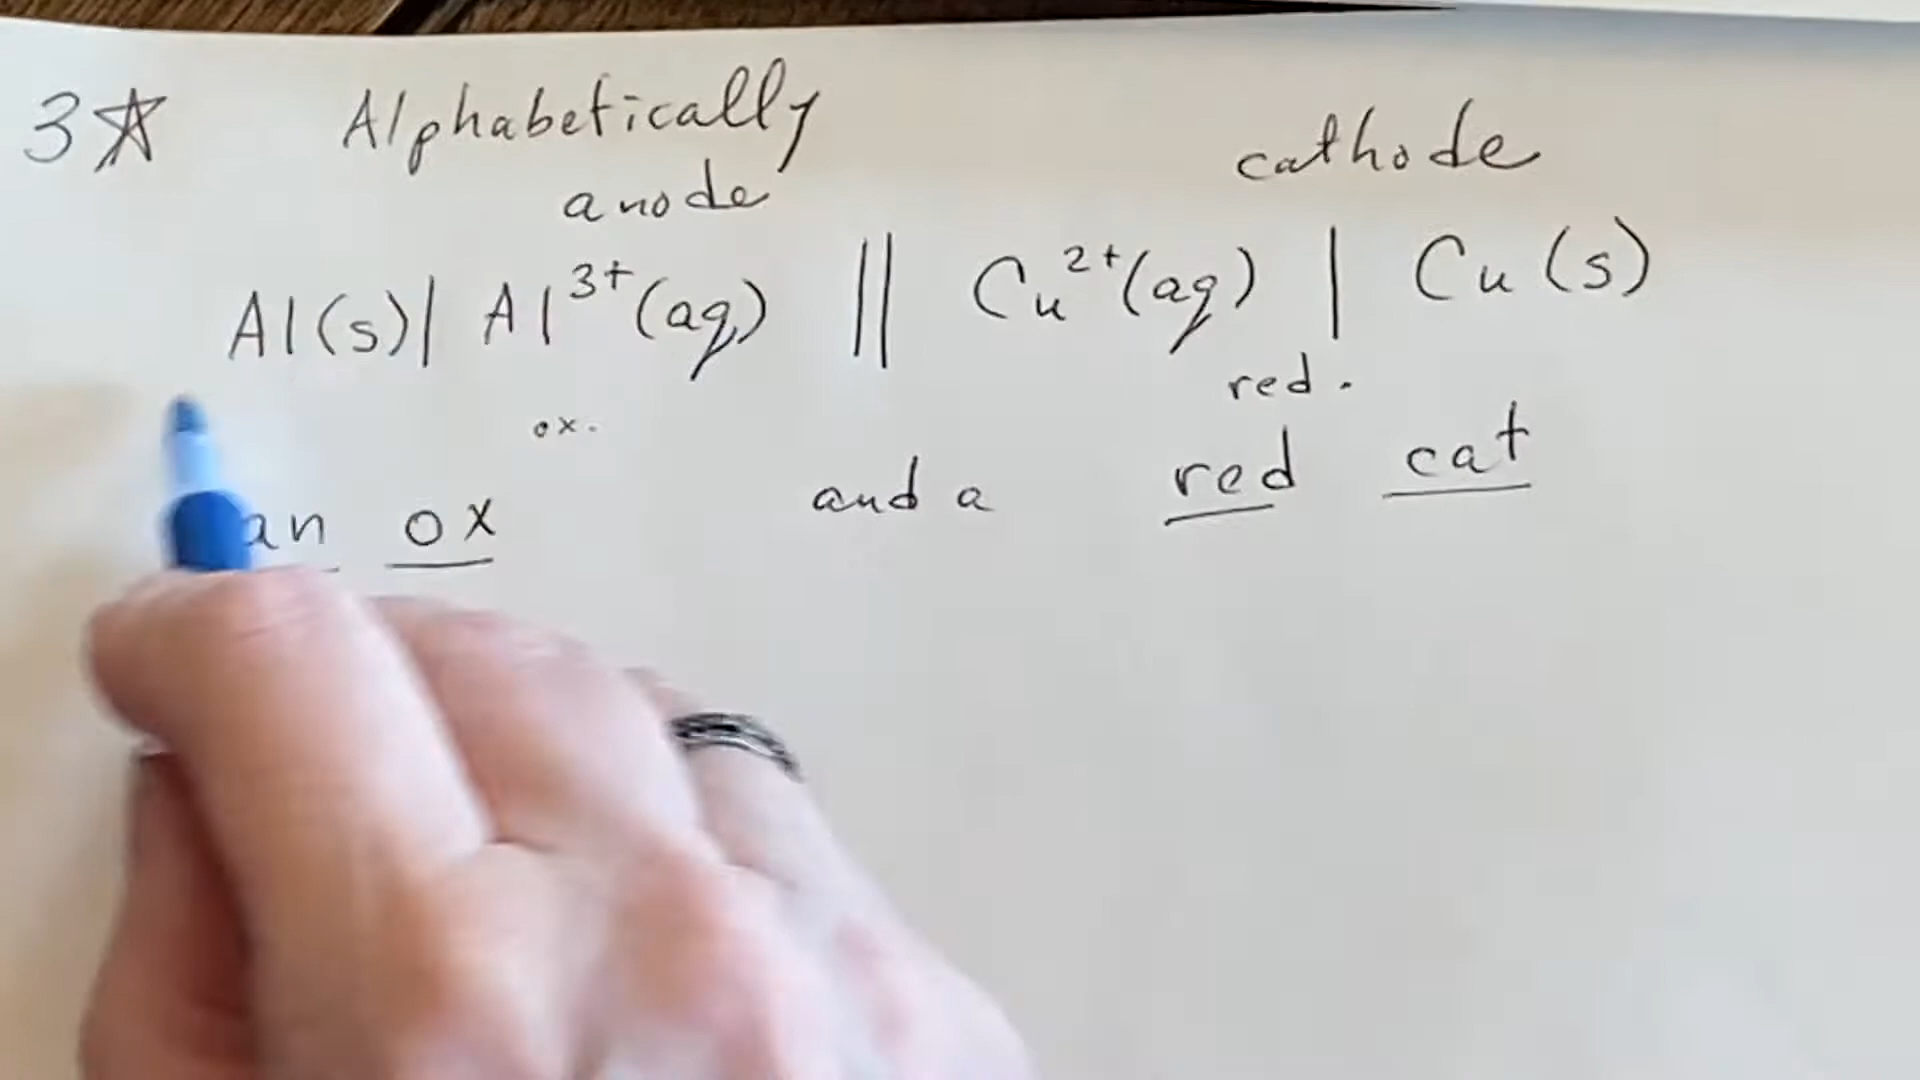 3☆ Alphabetically
anode cathode
Al(s)| Al³⁺(aq) || Cu²⁺(aq) | Cu(s)
ox. red.
an ox and a red cat